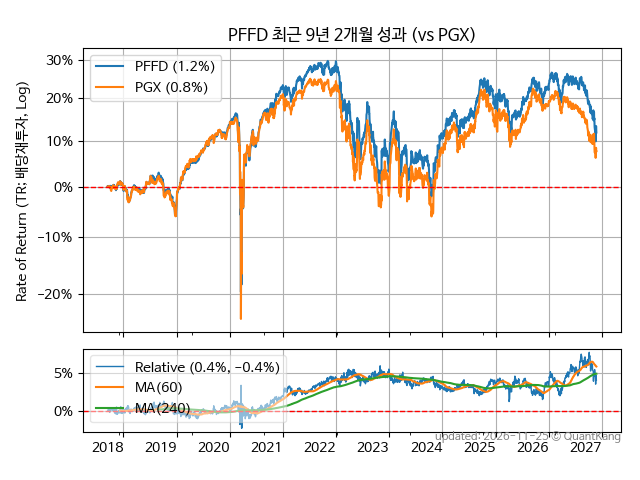 PFFD 최근 9년 2개월 성과 (vs PGX)
PFFD (1.2%)
PGX (0.8%)
Rate of Return (TR: 배당재투자, Log)
30%
20%
10%
0%
−10%
−20%
Relative (0.4%, −0.4%)
MA(60)
MA(240)
5%
0%
2018 2019 2020 2021 2022 2023 2024 2025 2026 2027
updated: 2026−11−25 © QuantKang